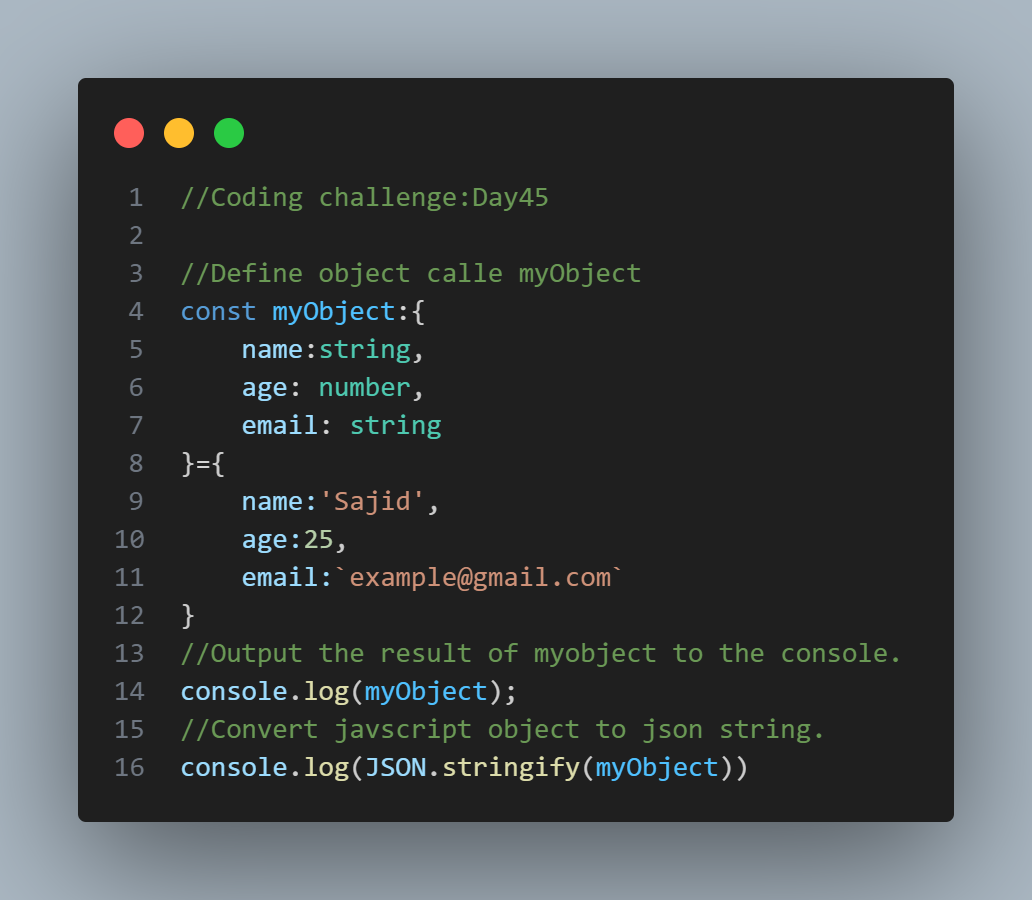 1 //Coding challenge:Day45
2
3 //Define object calle myObject
4 const myObject:{
5     name:string,
6     age: number,
7     email: string
8 }={
9     name:'Sajid',
10     age:25,
11     email:`example@gmail.com`
12 }
13 //Output the result of myobject to the console.
14 console.log(myObject);
15 //Convert javscript object to json string.
16 console.log(JSON.stringify(myObject))